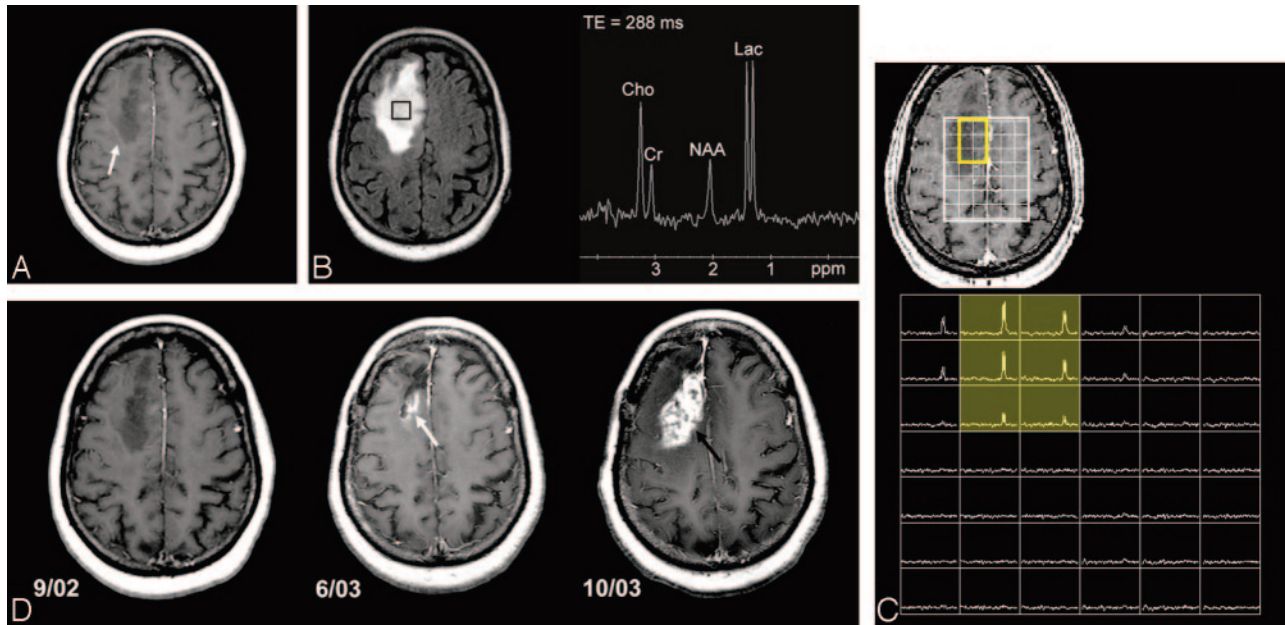 A
B
TE = 288 ms
Cho
Cr
NAA
Lac
3 2 1 ppm
C
D
9/02
6/03
10/03